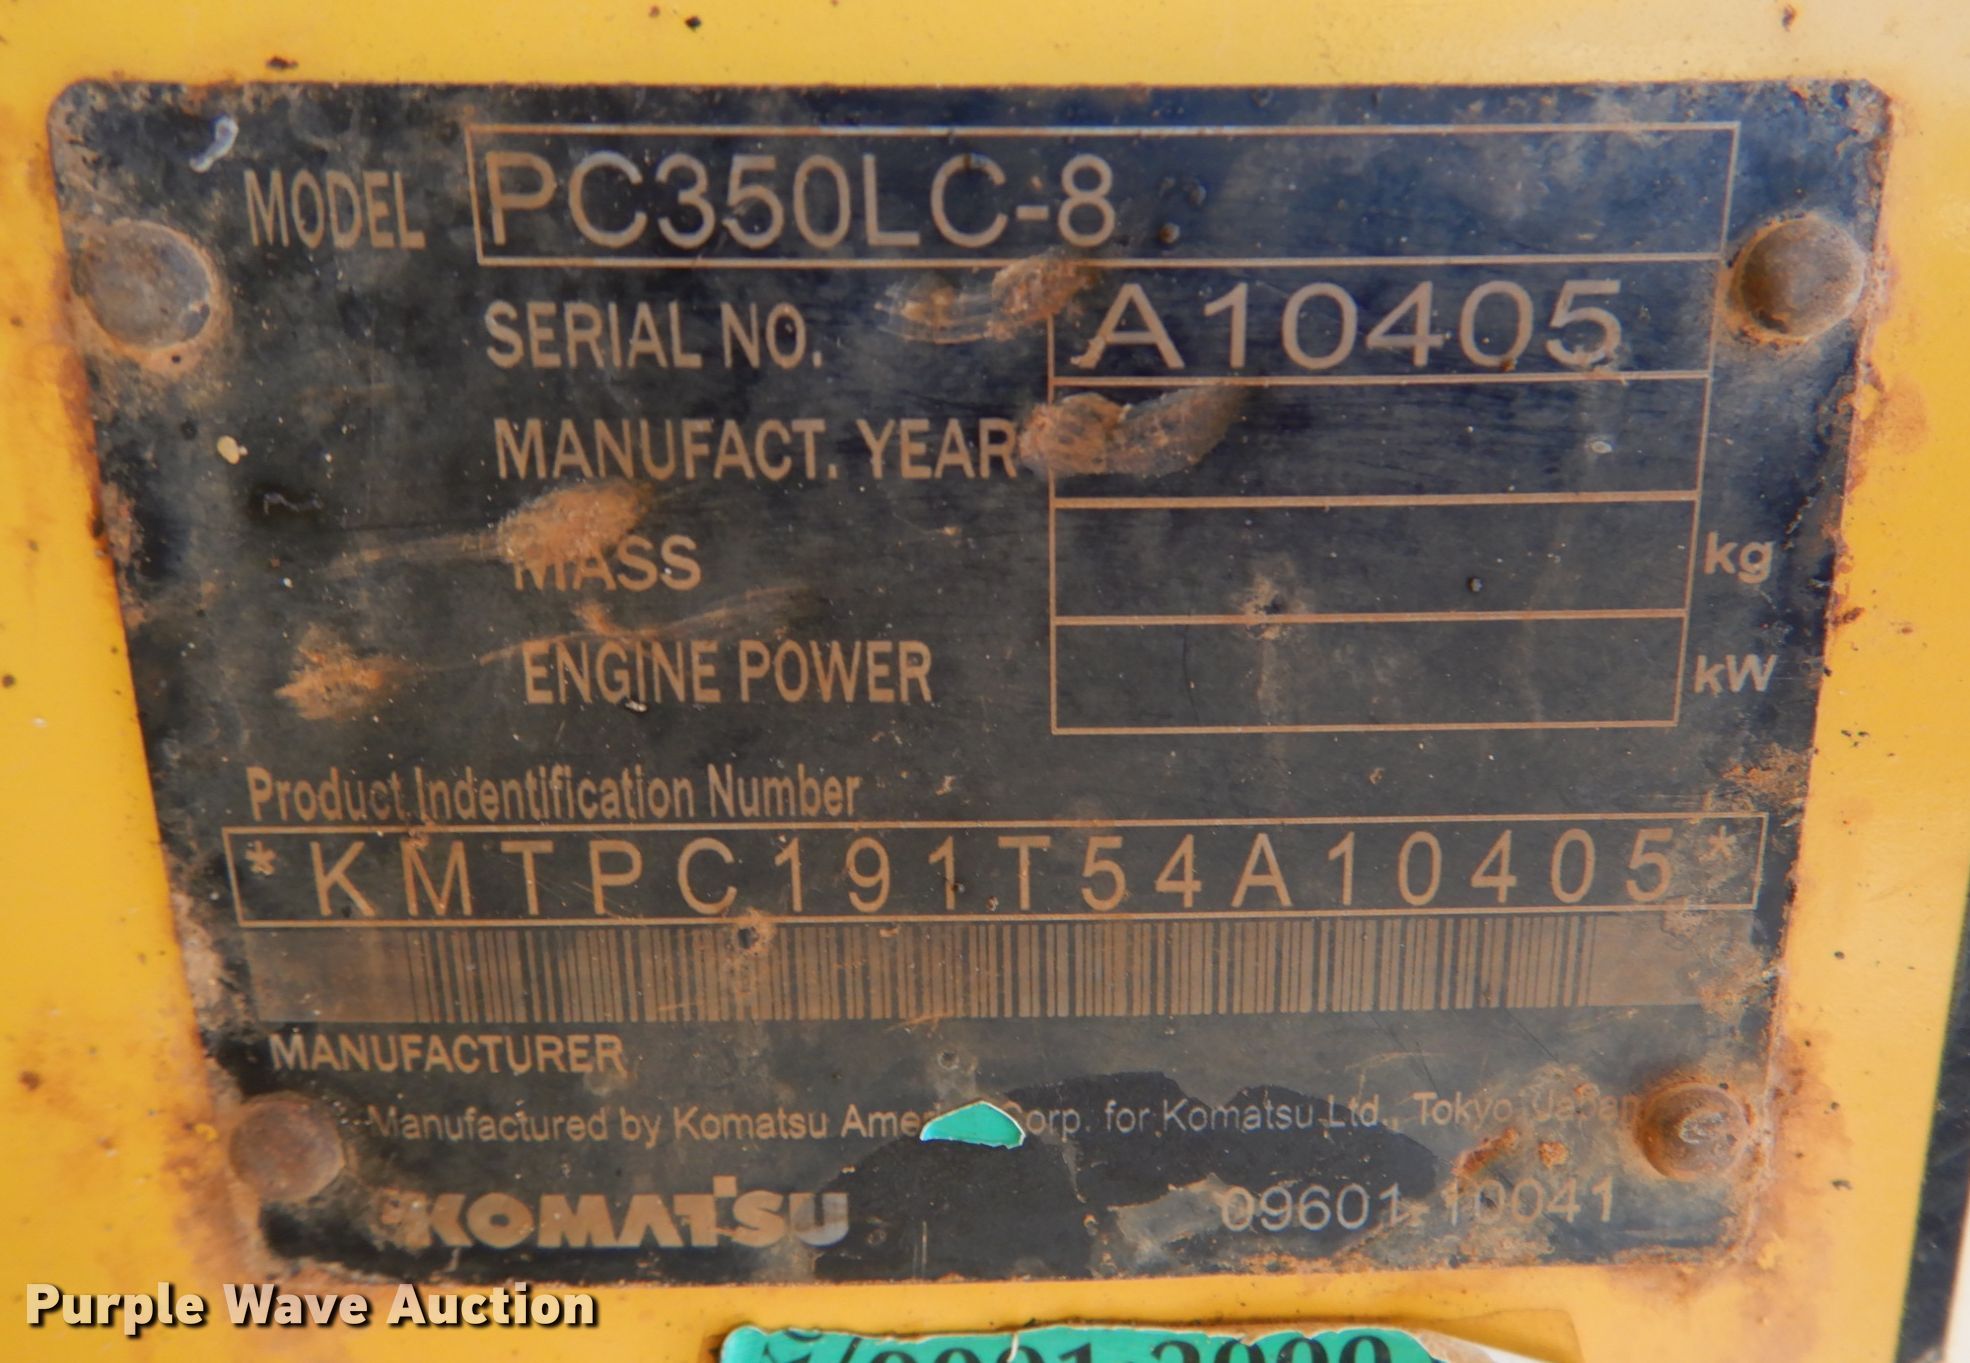 MODEL PC350LC-8
SERIAL NO. A10405
MANUFACT. YEAR
MASS kg
ENGINE POWER kW
Product Indentification Number
*KMTPC191T54A10405*
MANUFACTURER
Manufactured by Komatsu Corp. for Komatsu Ltd., Tokyo, Japan
KOMATSU 09601-10041
Purple Wave Auction